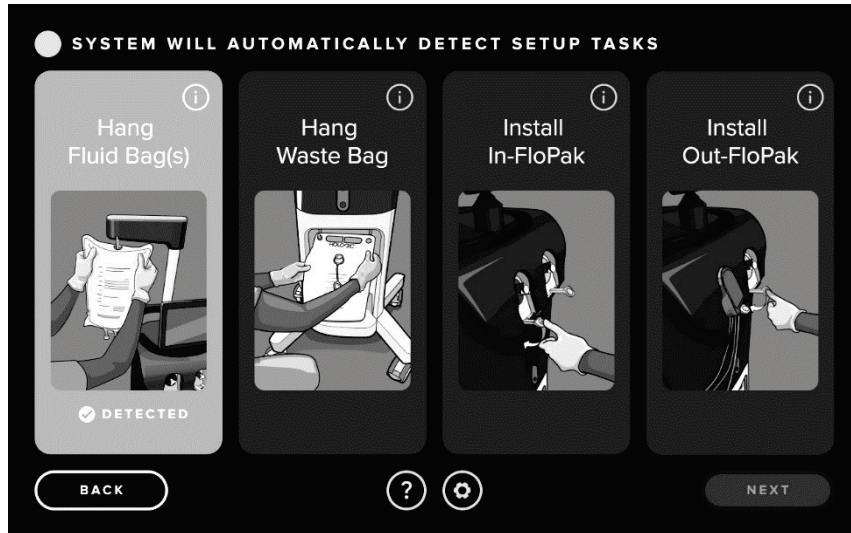 SYSTEM WILL AUTOMATICALLY DETECT SETUP TASKS
Hang
Fluid Bag(s)
DETECTED
Hang
Waste Bag
HOLOGIC
Install
In-FloPak
Install
Out-FloPak
BACK
?
NEXT